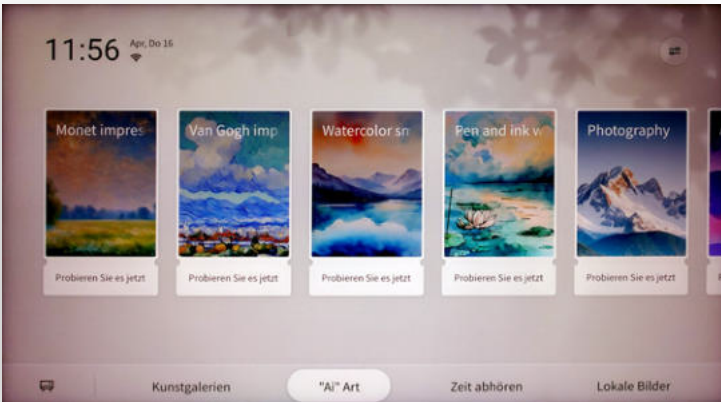 11:56
Apr, Do 16
Monet impres
Van Gogh imp
Watercolor sn
Pen and ink w
Photography
Probieren Sie es jetzt
Probieren Sie es jetzt
Probieren Sie es jetzt
Probieren Sie es jetzt
Probieren Sie es jetzt
Kunstgalerien
"Ai" Art
Zeit abhören
Lokale Bilder